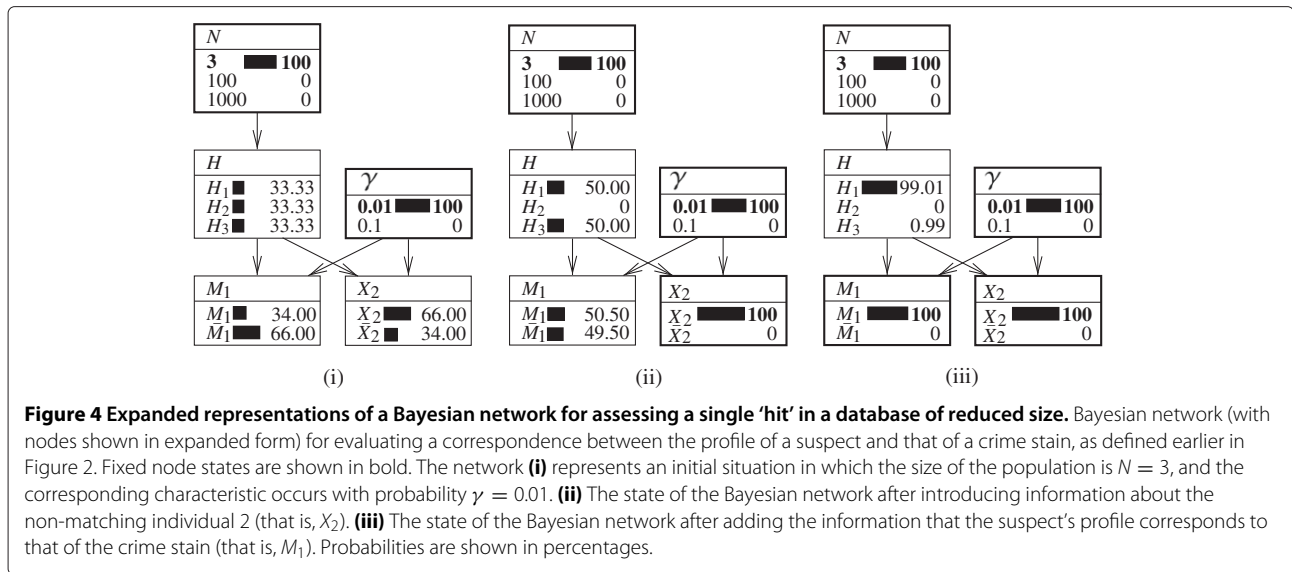 N N N
3 100 3 100 3 100
100 0 100 0 100 0
1000 0 1000 0 1000 0
H H H
γ γ γ
H1 33.33 H1 50.00 H1 99.01
H2 33.33 0.01 100 H2 0 0.01 100 H2 0 0.01 100
H3 33.33 0.1 0 H3 50.00 0.1 0 H3 0.99 0.1 0
M1 X2 M1 X2 M1 X2
M1 34.00 X2 66.00 M1 50.50 X2 100 M1 100 X2 100
M̄1 66.00 X̄2 34.00 M̄1 49.50 X̄2 0 M̄1 0 X̄2 0
(i) (ii) (iii)
Figure 4 Expanded representations of a Bayesian network for assessing a single ‘hit’ in a database of reduced size. Bayesian network (with
nodes shown in expanded form) for evaluating a correspondence between the profile of a suspect and that of a crime stain, as defined earlier in
Figure 2. Fixed node states are shown in bold. The network (i) represents an initial situation in which the size of the population is N = 3, and the
corresponding characteristic occurs with probability γ = 0.01. (ii) The state of the Bayesian network after introducing information about the
non-matching individual 2 (that is, X2). (iii) The state of the Bayesian network after adding the information that the suspect’s profile corresponds to
that of the crime stain (that is, M1). Probabilities are shown in percentages.